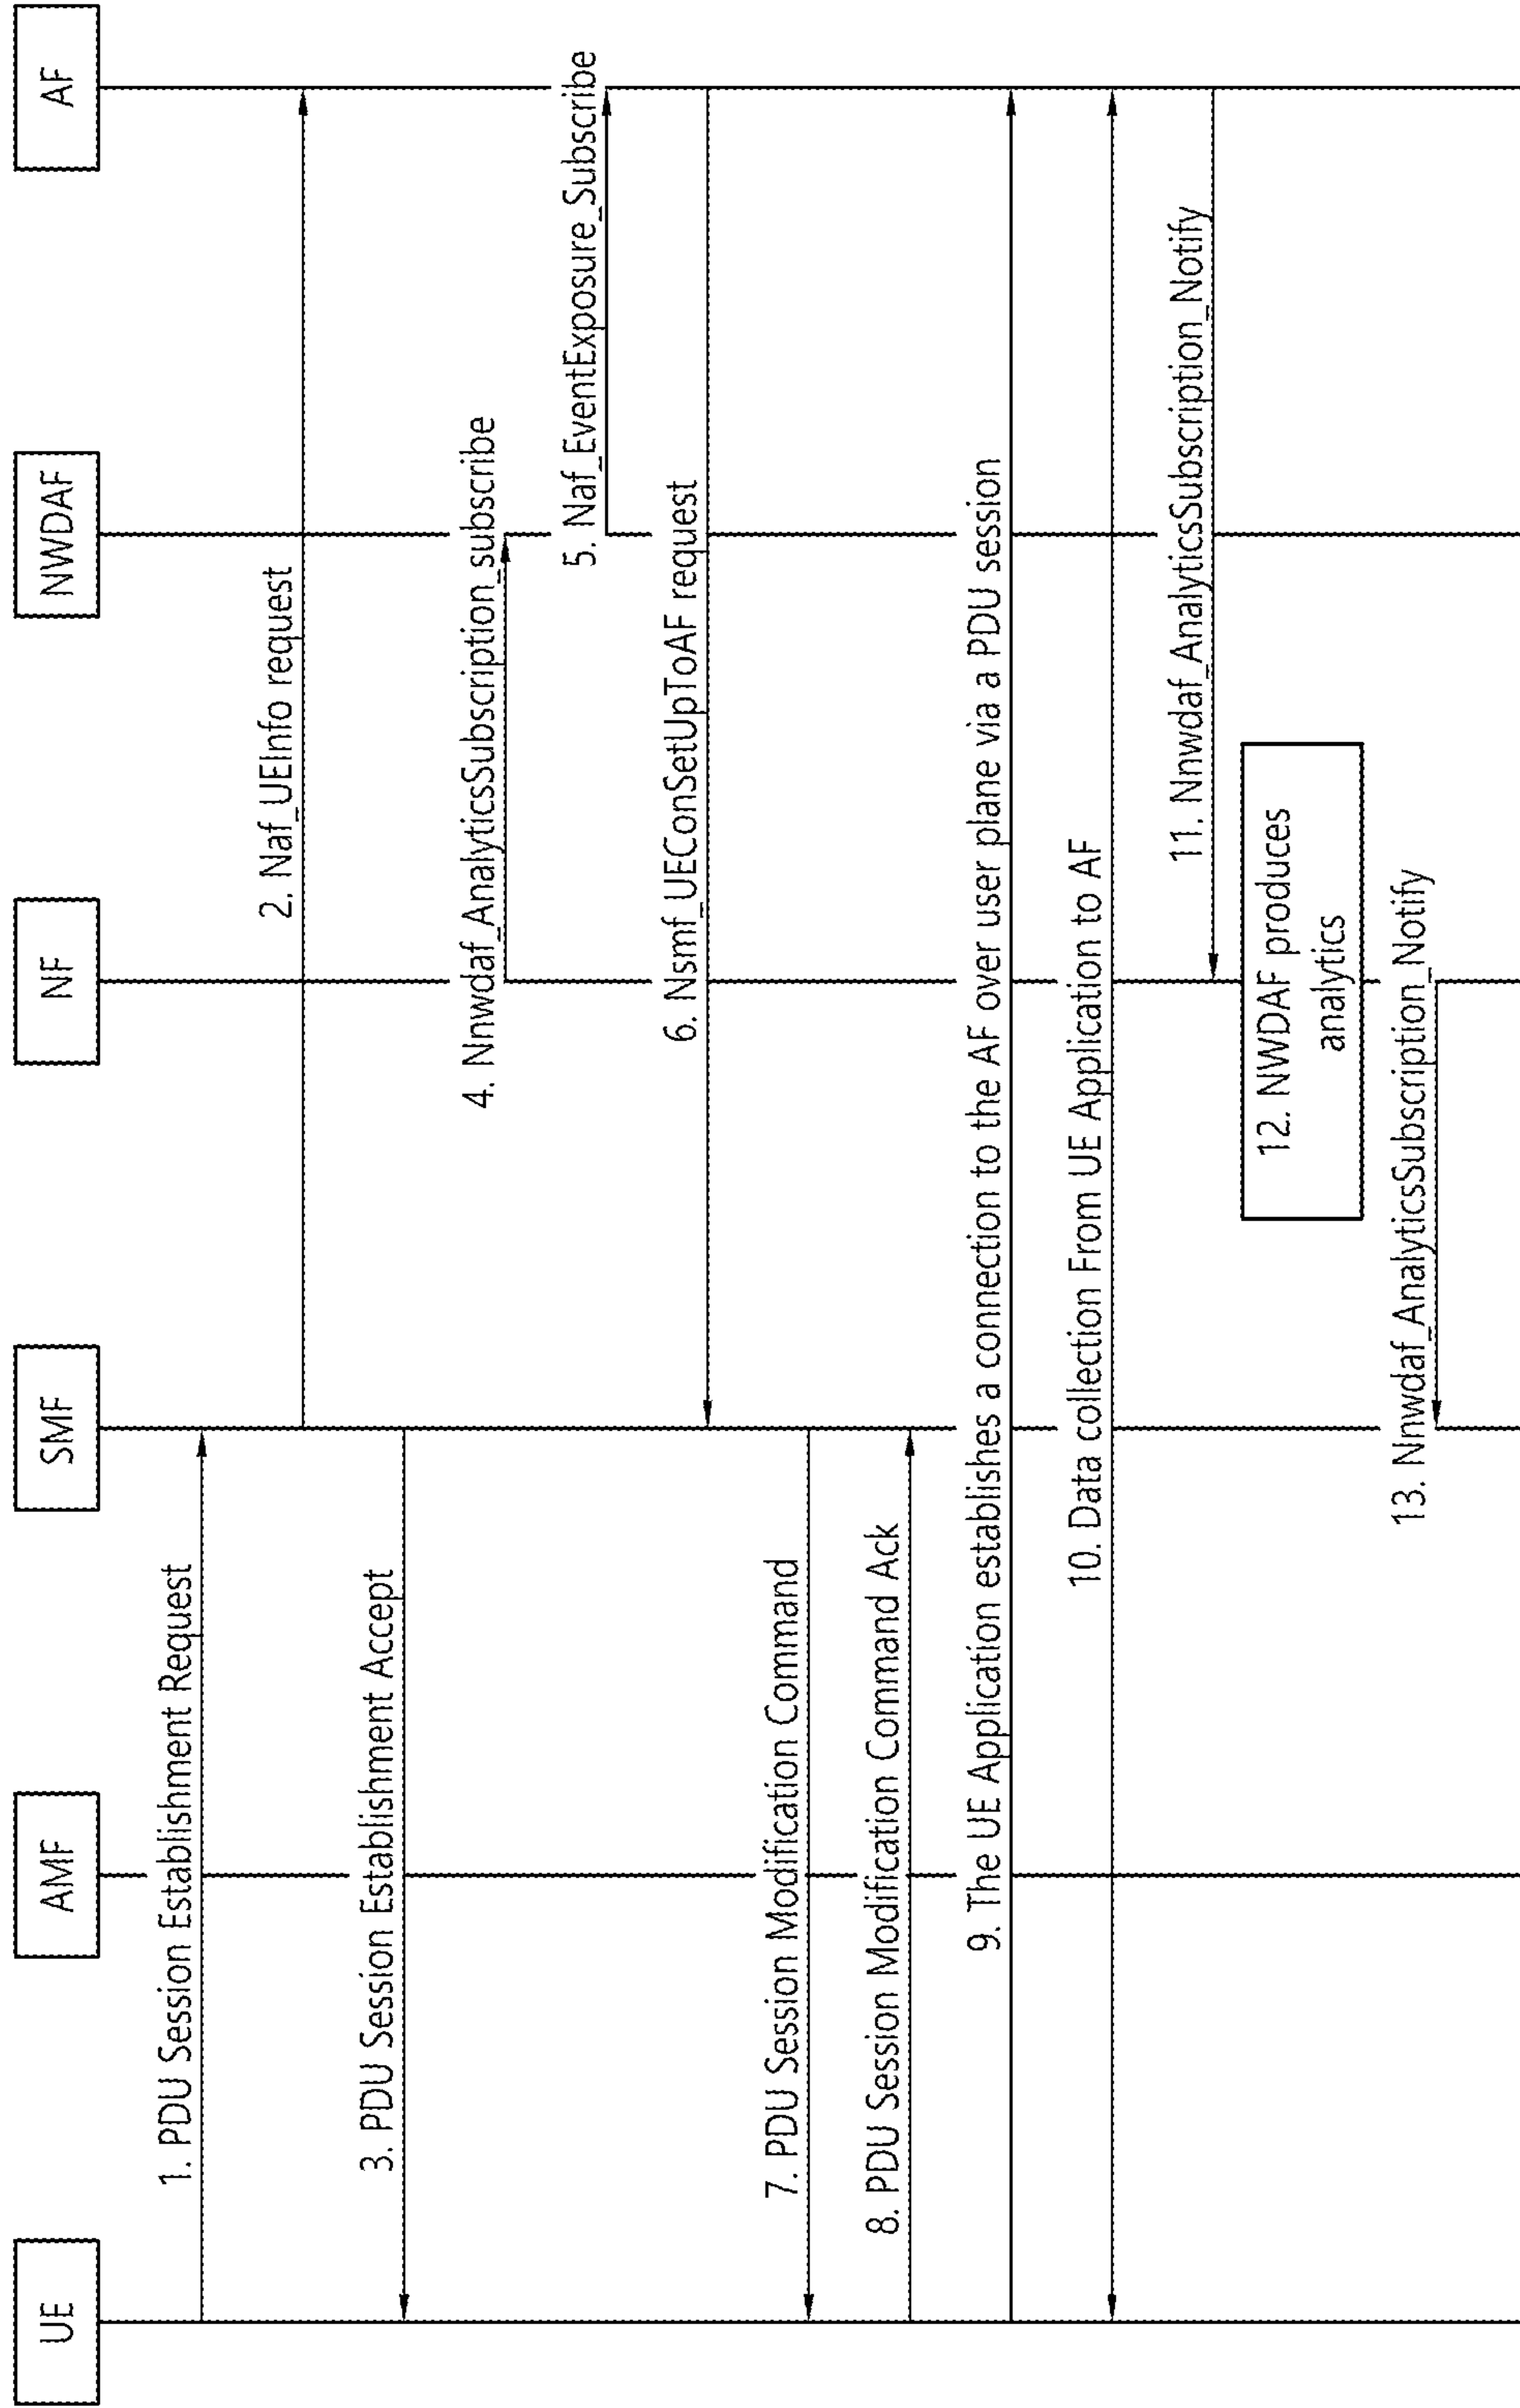 UE
AMF
SMF
NF
NWDAF
AF
1. PDU Session Establishment Request
2. Naf_UEInfo request
3. PDU Session Establishment Accept
4. Nnwdaf_AnalyticsSubscription_subscribe
5. Naf_EventExposure_Subscribe
6. Nsmf_UEConSetUpToAF request
7. PDU Session Modification Command
8. PDU Session Modification Command Ack
9. The UE Application establishes a connection to the AF over user plane via a PDU session
10. Data collection From UE Application to AF
11. Nnwdaf_AnalyticsSubscription_Notify
12. NWDAF produces
analytics
13. Nnwdaf_AnalyticsSubscription_Notify